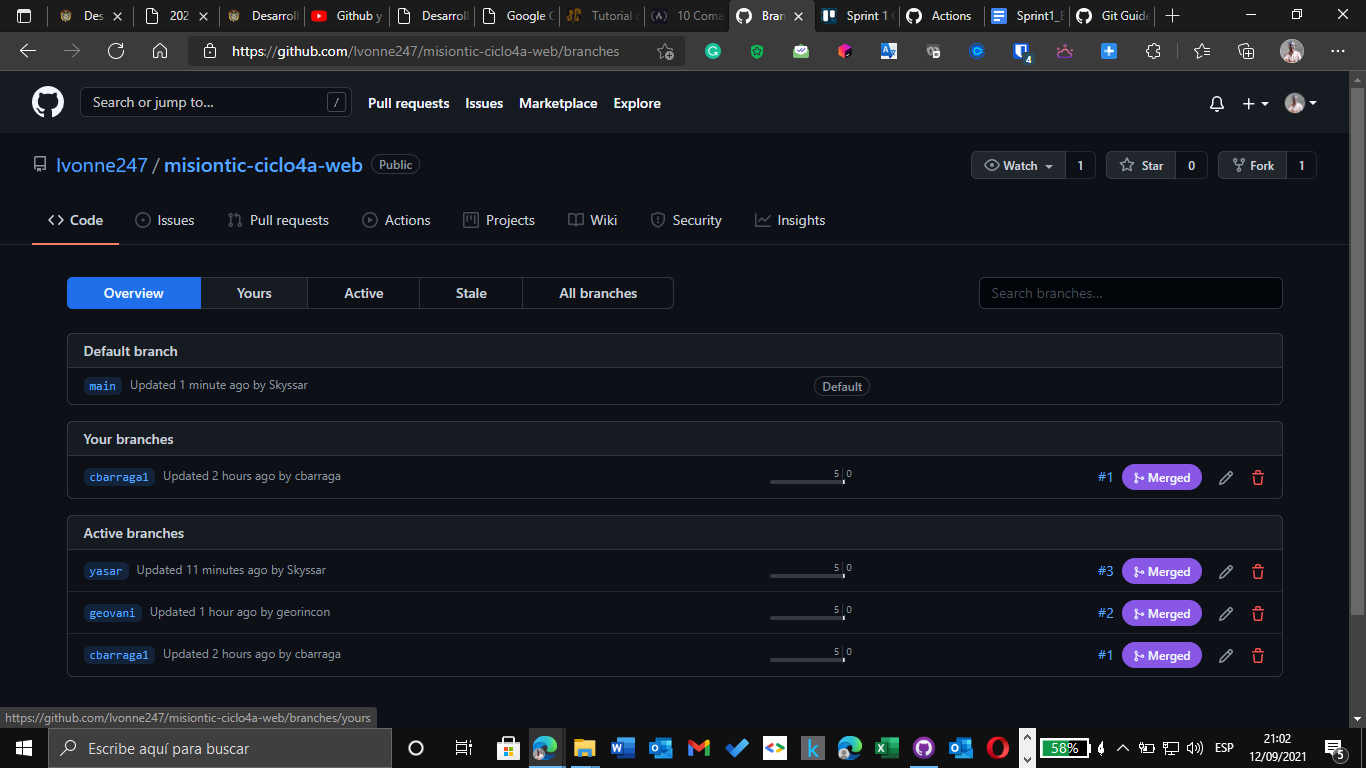 Des
202
Desarroll
Github y
Desarroll
Google C
Tutorial
10 Coma
Bran
Sprint 1
Actions
Sprint1_E
Git Guide
https://github.com/Ivonne247/misiontic-ciclo4a-web/branches
4
Search or jump to...
/
Pull requests
Issues
Marketplace
Explore
Ivonne247 / misiontic-ciclo4a-web
Public
Watch 1
Star 0
Fork 1
Code
Issues
Pull requests
Actions
Projects
Wiki
Security
Insights
Overview
Yours
Active
Stale
All branches
Search branches...
Default branch
main Updated 1 minute ago by Skyssar Default
Your branches
cbarraga1 Updated 2 hours ago by cbarraga 5 0 #1 Merged
Active branches
yasar Updated 11 minutes ago by Skyssar 5 0 #3 Merged
geovani Updated 1 hour ago by georincon 5 0 #2 Merged
cbarraga1 Updated 2 hours ago by cbarraga 5 0 #1 Merged
https://github.com/Ivonne247/misiontic-ciclo4a-web/branches/yours
Escribe aquí para buscar
58%
ESP
21:02
12/09/2021
5